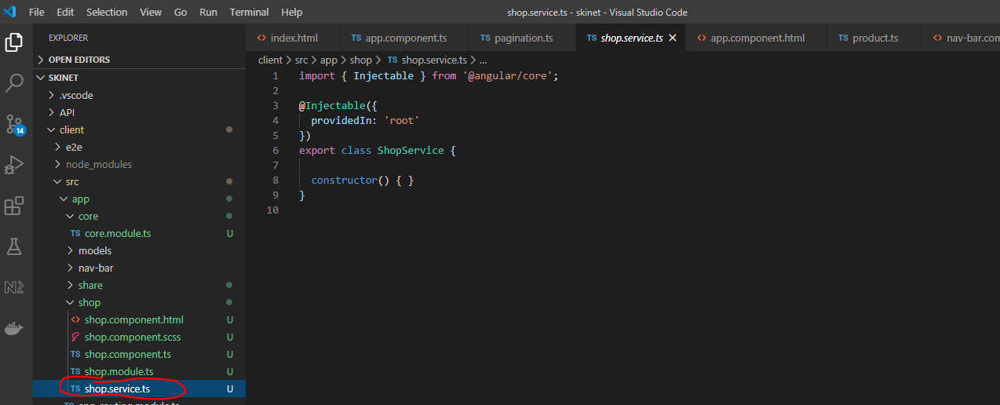 File Edit Selection View Go Run Terminal Help
shop.service.ts - skinet - Visual Studio Code
EXPLORER
OPEN EDITORS
SKINET
.vscode
API
client
e2e
node_modules
src
app
core
TS core.module.ts U
models
nav-bar
share
shop
<> shop.component.html U
shop.component.scss U
TS shop.component.ts U
TS shop.module.ts U
TS shop.service.ts U
app-routing.module.ts
14
N2
<> index.html
TS app.component.ts
TS pagination.ts
TS shop.service.ts
<> app.component.html
TS product.ts
<> nav-bar.com
client > src > app > shop > TS shop.service.ts > ...
1 import { Injectable } from '@angular/core';
2
3 @Injectable({
4 providedIn: 'root'
5 })
6 export class ShopService {
7
8 constructor() { }
9 }
10